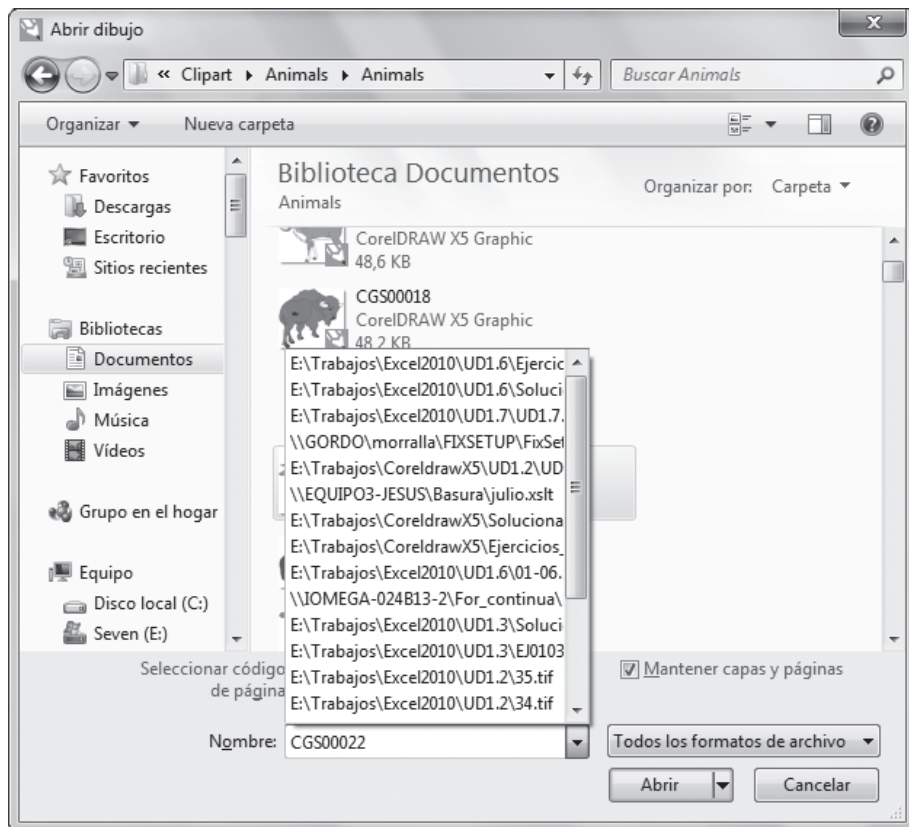 Abrir dibujo
« Clipart ▸ Animals ▸ Animals
Buscar Animals
Organizar
Nueva carpeta
Favoritos
Descargas
Escritorio
Sitios recientes
Bibliotecas
Documentos
Imágenes
Música
Vídeos
Grupo en el hogar
Equipo
Disco local (C:)
Seven (E:)
Biblioteca Documentos
Animals
Organizar por: Carpeta
CorelDRAW X5 Graphic
48,6 KB
CGS00018
CorelDRAW X5 Graphic
48,2 KB
E:\Trabajos\Excel2010\UD1.6\Ejercic
E:\Trabajos\Excel2010\UD1.6\Soluci
E:\Trabajos\Excel2010\UD1.7\UD1.7.
\\GORDO\morralla\FIXSETUP\FixSet
E:\Trabajos\CoreldrawX5\UD1.2\UD
\\EQUIPO3-JESUS\Basura\julio.xslt
E:\Trabajos\CoreldrawX5\Soluciona
E:\Trabajos\CoreldrawX5\Ejercicios_
E:\Trabajos\Excel2010\UD1.6\01-06.
\\IOMEGA-024B13-2\For_continua\
E:\Trabajos\Excel2010\UD1.3\Soluci
E:\Trabajos\Excel2010\UD1.3\EJ0103
E:\Trabajos\Excel2010\UD1.2\35.tif
E:\Trabajos\Excel2010\UD1.2\34.tif
Seleccionar código
de página
Mantener capas y páginas
Nombre: CGS00022
Todos los formatos de archivo
Abrir
Cancelar